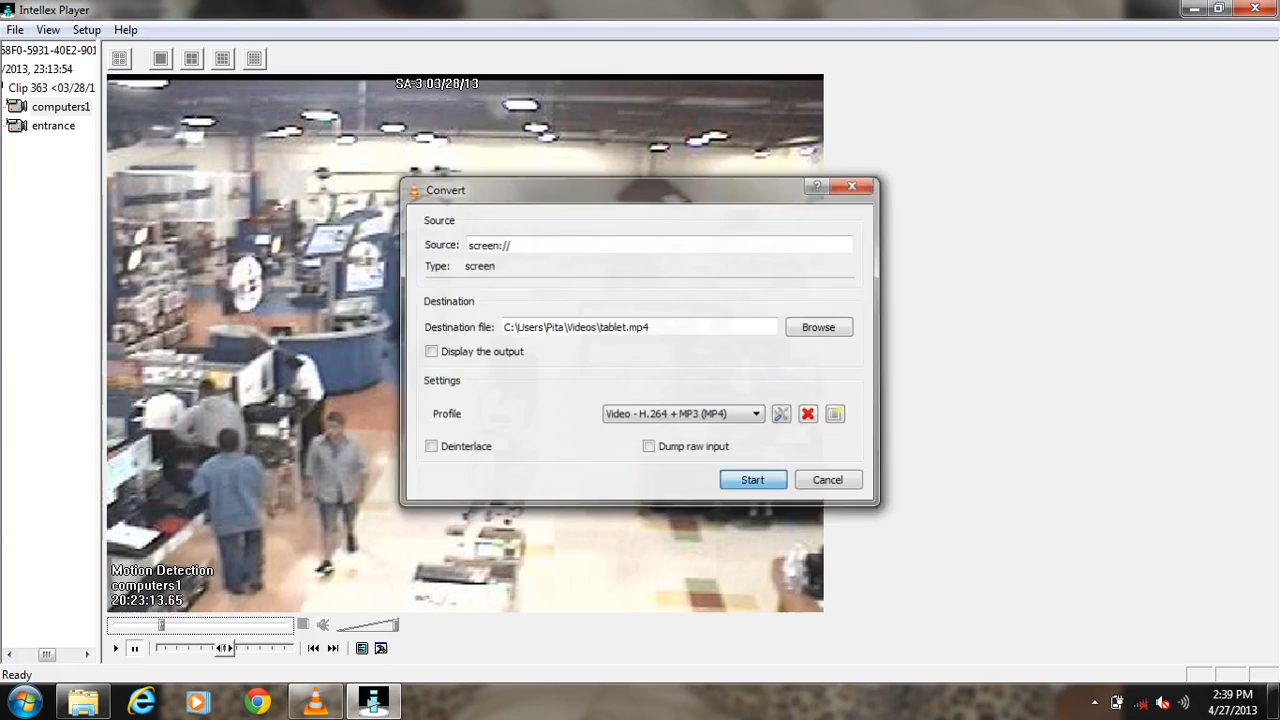 Intellex Player
File View Setup Help
58F0-5931-40E2-901
/2013, 23:13:54
Clip 363 <03/28/1
computers1
entrance
SA-3 03/28/13
Motion Detection
computers1
20:23:13.65
Convert
Source
Source: screen://
Type: screen
Destination
Destination file: C:\Users\Pita\Videos\tablet.mp4 Browse
Display the output
Settings
Profile Video - H.264 + MP3 (MP4)
Deinterlace Dump raw input
Start Cancel
Ready
2:39 PM
4/27/2013